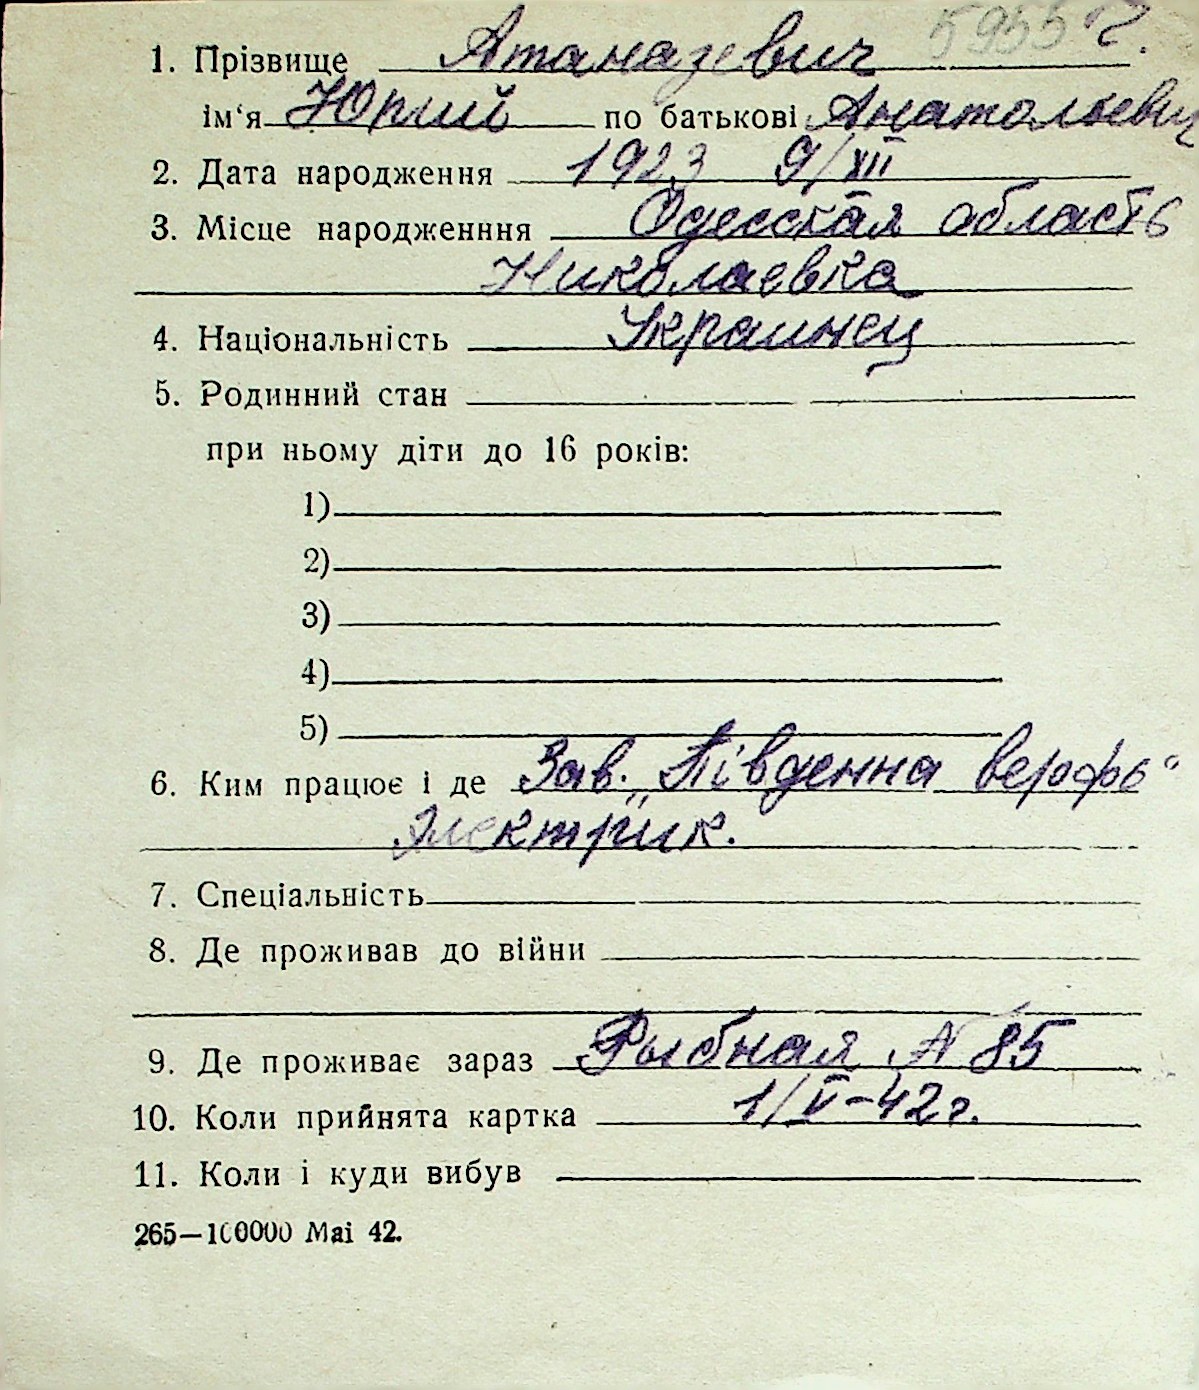 5955 г.
1. Прізвище Атаназевич
ім‘я Юрий по батькові Анатольевич
2. Дата народження 1923 9/XII
3. Місце народженння Одесская область
Николаевка
4. Національність Украинец
5. Родинний стан
при ньому діти до 16 років:
1)
2)
3)
4)
5)
6. Ким працює і де Зав. „Південна верфь“
Электрик.
7. Спеціальність
8. Де проживав до війни
9. Де проживає зараз Рыбная N 85
10. Коли прийнята картка 1/V-42 г.
11. Коли і куди вибув
265—100000 Mai 42.